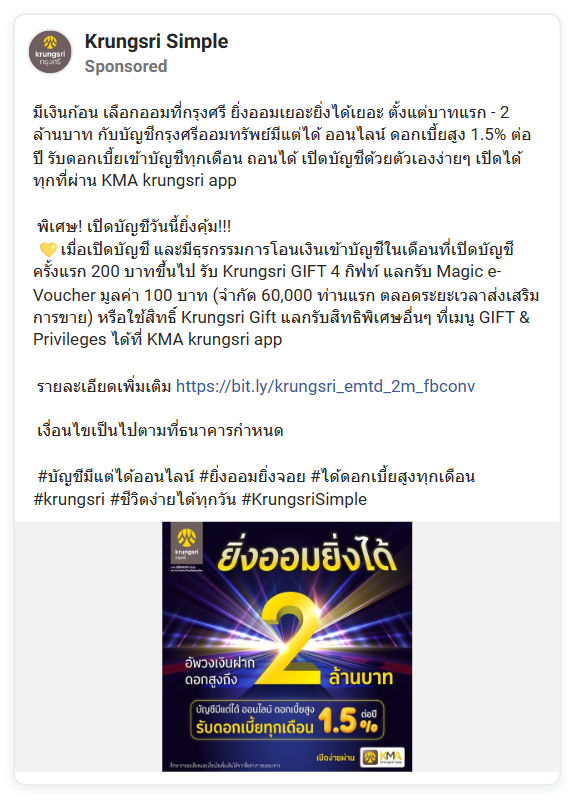 Krungsri Simple
Sponsored
krungsri
กรุงศรี
มีเงินก้อน เลือกออมที่กรุงศรี ยิ่งออมเยอะยิ่งได้เยอะ ตั้งแต่บาทแรก - 2
ล้านบาท กับบัญชีกรุงศรีออมทรัพย์มีแต่ได้ ออนไลน์ ดอกเบี้ยสูง 1.5% ต่อ
ปี รับดอกเบี้ยเข้าบัญชีทุกเดือน ถอนได้ เปิดบัญชีด้วยตัวเองง่ายๆ เปิดได้
ทุกที่ผ่าน KMA krungsri app
พิเศษ! เปิดบัญชีวันนี้ยิ่งคุ้ม!!!
💛 เมื่อเปิดบัญชี และมีธุรกรรมการโอนเงินเข้าบัญชีในเดือนที่เปิดบัญชี
ครั้งแรก 200 บาทขึ้นไป รับ Krungsri GIFT 4 กิฟท์ แลกรับ Magic e-
Voucher มูลค่า 100 บาท (จำกัด 60,000 ท่านแรก ตลอดระยะเวลาส่งเสริม
การขาย) หรือใช้สิทธิ์ Krungsri Gift แลกรับสิทธิพิเศษอื่นๆ ที่เมนู GIFT &
Privileges ได้ที่ KMA krungsri app
รายละเอียดเพิ่มเติม https://bit.ly/krungsri_emtd_2m_fbconv
เงื่อนไขเป็นไปตามที่ธนาคารกำหนด
#บัญชีมีแต่ได้ออนไลน์ #ยิ่งออมยิ่งจอย #ได้ดอกเบี้ยสูงทุกเดือน
#krungsri #ชีวิตง่ายได้ทุกวัน #KrungsriSimple
krungsri
กรุงศรี
ยิ่งออมยิ่งได้
อัพวงเงินฝาก
ดอกสูงถึง
2
ล้านบาท
บัญชีมีแต่ได้ ออนไลน์ ดอกเบี้ยสูง
รับดอกเบี้ยทุกเดือน 1.5% ต่อปี
เปิดง่ายผ่าน KMA